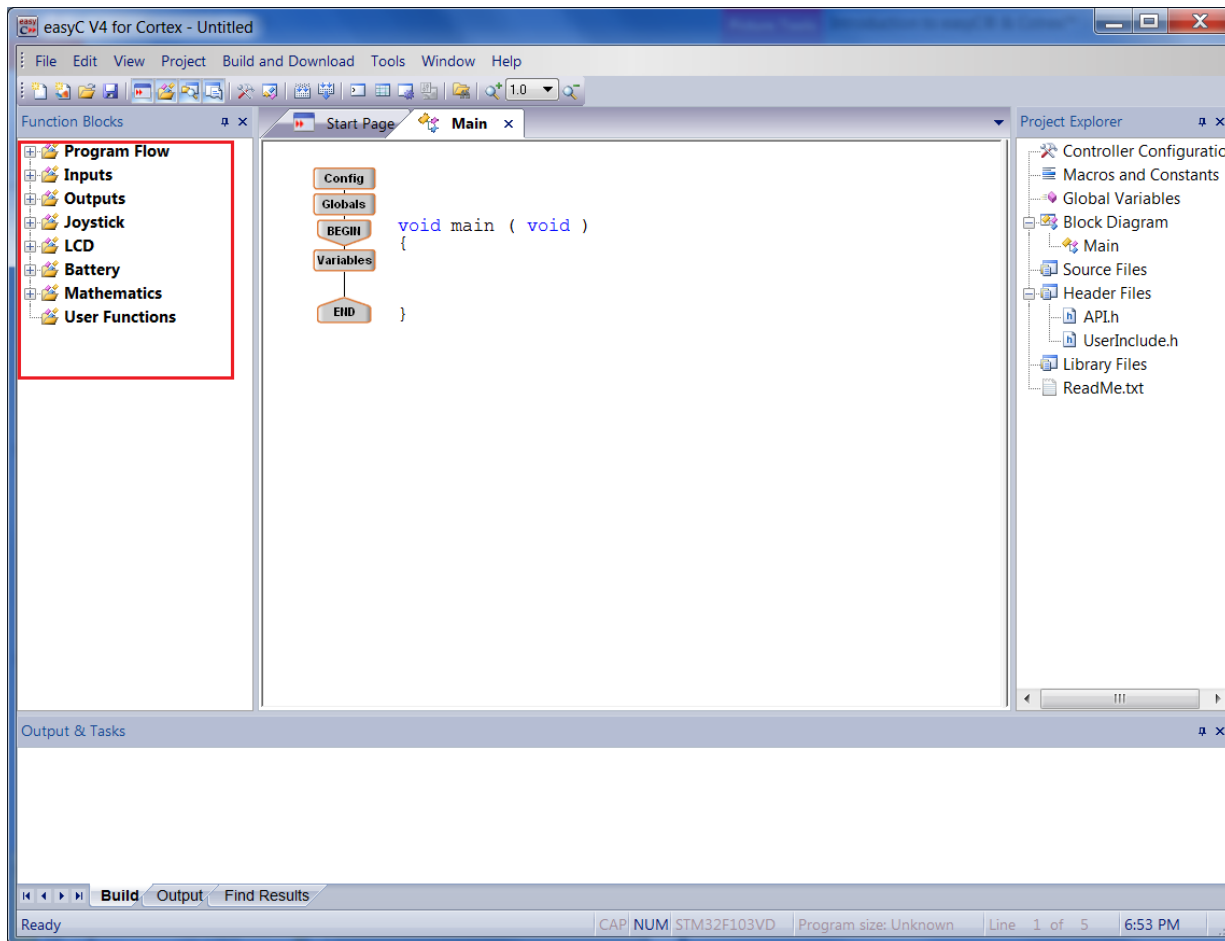 easyC V4 for Cortex - Untitled
File Edit View Project Build and Download Tools Window Help
1.0
Function Blocks
Program Flow
Inputs
Outputs
Joystick
LCD
Battery
Mathematics
User Functions
Start Page Main
Config
Globals
BEGIN
Variables
END
void main ( void )
{
}
Project Explorer
Controller Configuratio
Macros and Constants
Global Variables
Block Diagram
Main
Source Files
Header Files
API.h
UserInclude.h
Library Files
ReadMe.txt
Output & Tasks
Build Output Find Results
Ready CAP NUM STM32F103VD Program size: Unknown Line 1 of 5 6:53 PM